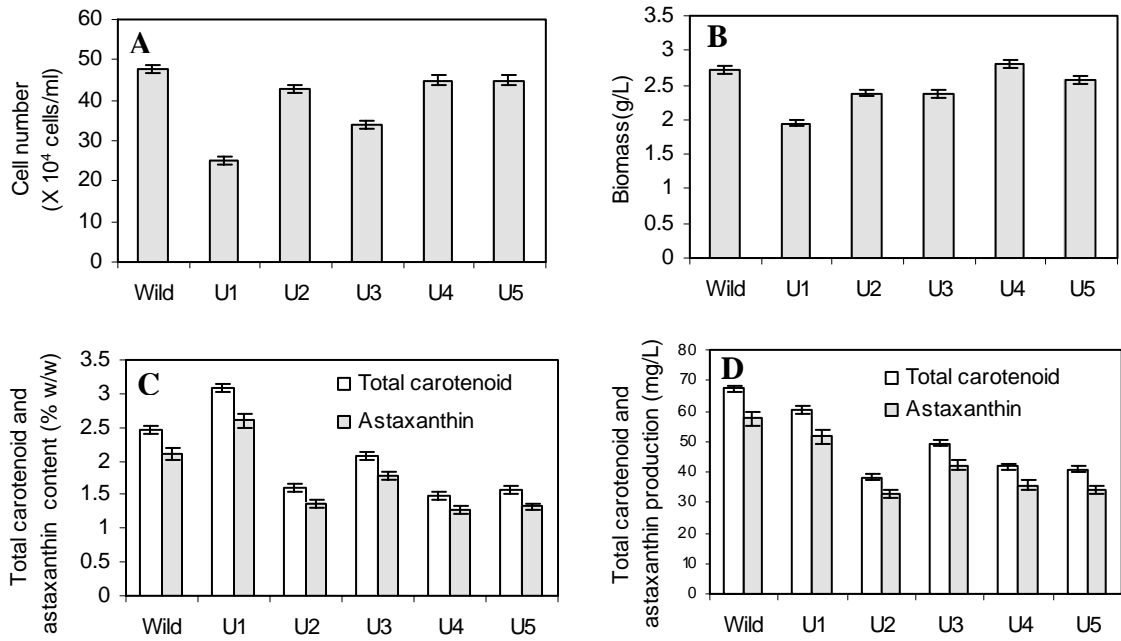 A
Cell number
(X 10⁴ cells/ml)
60
50
40
30
20
10
0
Wild U1 U2 U3 U4 U5
B
Biomass(g/L)
3.5
3
2.5
2
1.5
1
0.5
0
Wild U1 U2 U3 U4 U5
C
Total carotenoid and
astaxanthin content (% w/w)
3.5
3
2.5
2
1.5
1
0.5
0
Total carotenoid
Astaxanthin
Wild U1 U2 U3 U4 U5
D
Total carotenoid and
astaxanthin production (mg/L)
80
70
60
50
40
30
20
10
0
Total carotenoid
Astaxanthin
Wild U1 U2 U3 U4 U5